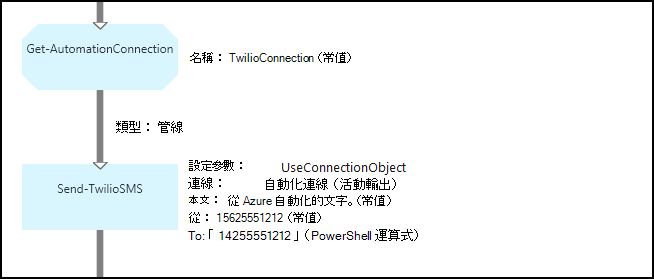 Get-AutomationConnection
名稱： TwilioConnection (常值)
類型： 管線
Send-TwilioSMS
設定參數： UseConnectionObject
連線： 自動化連線 (活動輸出)
本文： 從 Azure 自動化的文字。(常值)
從： 15625551212 (常值)
To:「 14255551212 」 (PowerShell 運算式)